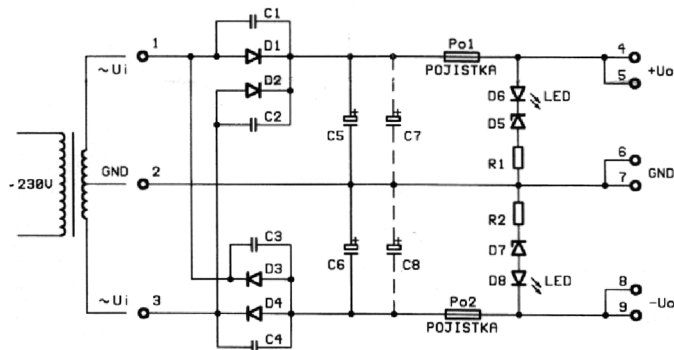 C1
1
D1
Po1
4
~Ui
POJISTKA
5
+Uo
D2
D6
LED
D5
C2
C5
C7
R1
6
GND
2
7
GND
~230V
R2
C3
C6
C8
D7
D3
D8
LED
8
~Ui
3
D4
Po2
9
-Uo
POJISTKA
C4